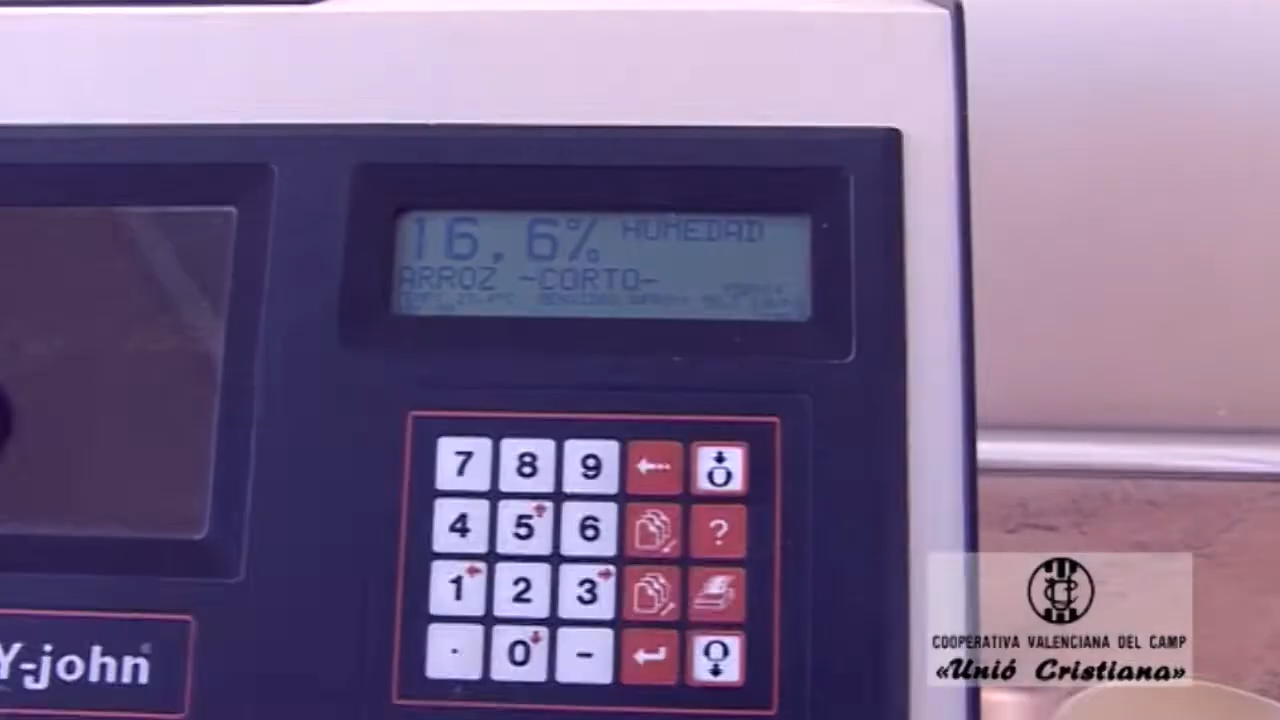 16,6% HUMEDAD
ARROZ -CORTO-
7 8 9
4 5 6 ?
1 2 3
. 0 -
Y-john
COOPERATIVA VALENCIANA DEL CAMP
«Unió Cristiana»